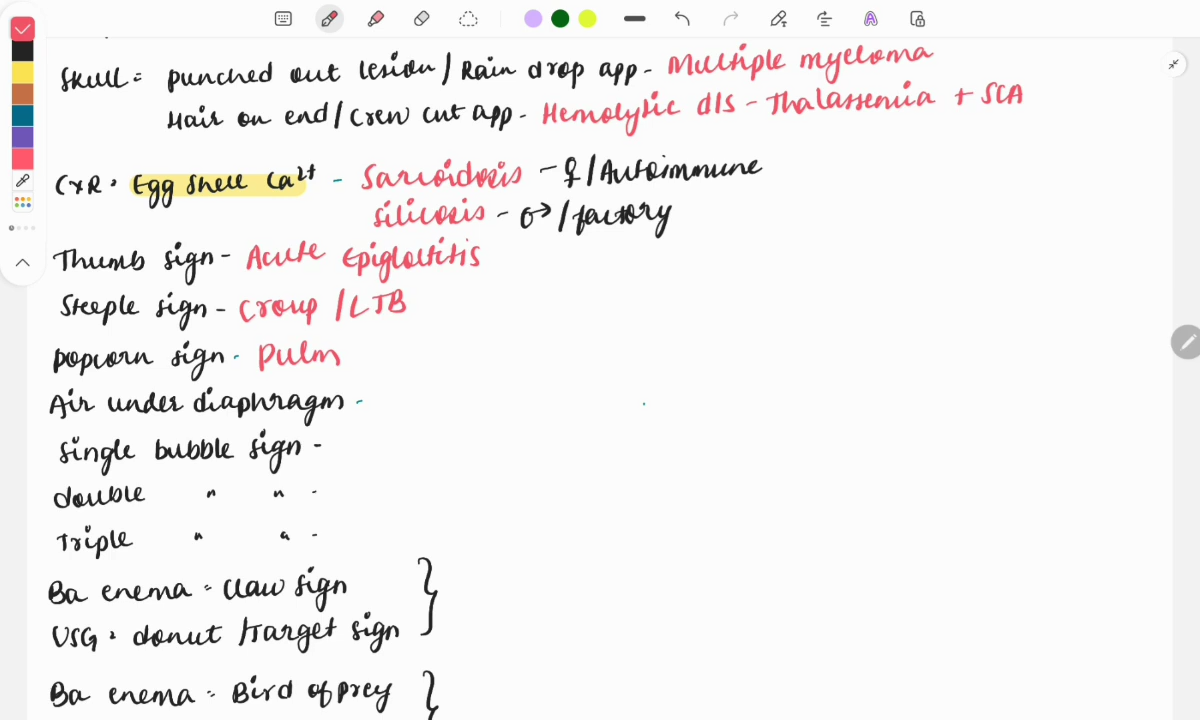 Skull = punched out lesion / Rain drop app - Multiple myeloma
Hair on end / Crew cut app - Hemolytic dis - Thalassemia + SCA
CXR = Egg shell Ca2+ - Sarcoidosis - ♀ / Autoimmune
silicosis - ♂ / factory
Thumb sign - Acute Epiglottitis
Steeple sign - Croup / LTB
popcorn sign - Pulm
Air under diaphragm -
Single bubble sign -
double " " -
Triple " " -
Ba enema = Claw sign
USG = donut / target sign
Ba enema = Bird of prey